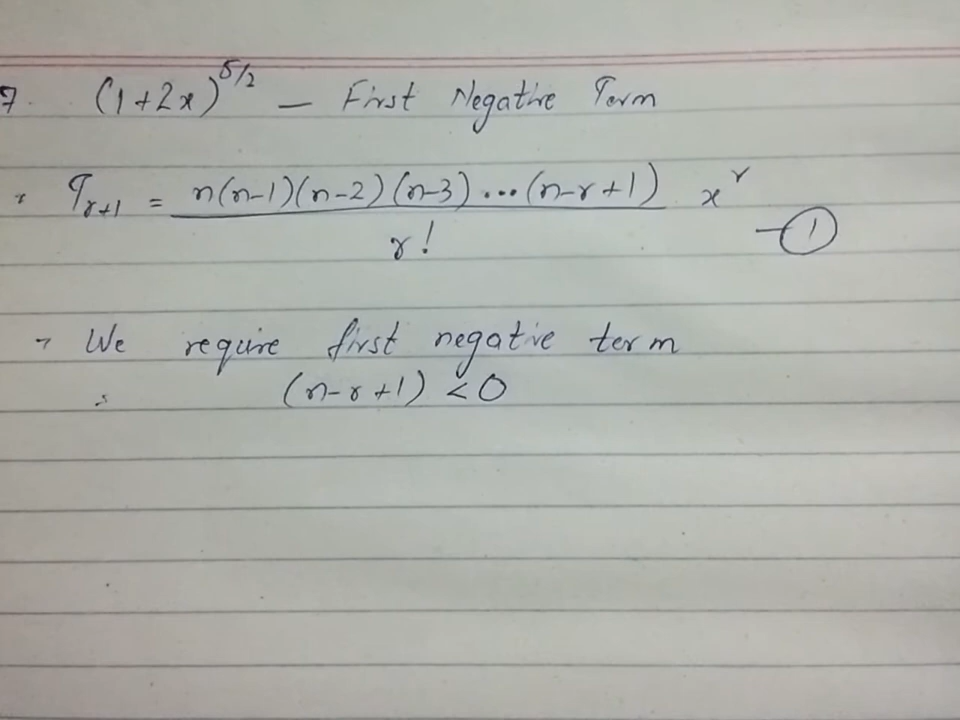 7. (1+2x)^5/2 — First Negative Term
T_r+1 = n(n-1)(n-2)(n-3)...(n-r+1) / r! x^r —①
We require first negative term
∴ (n-r+1) < 0